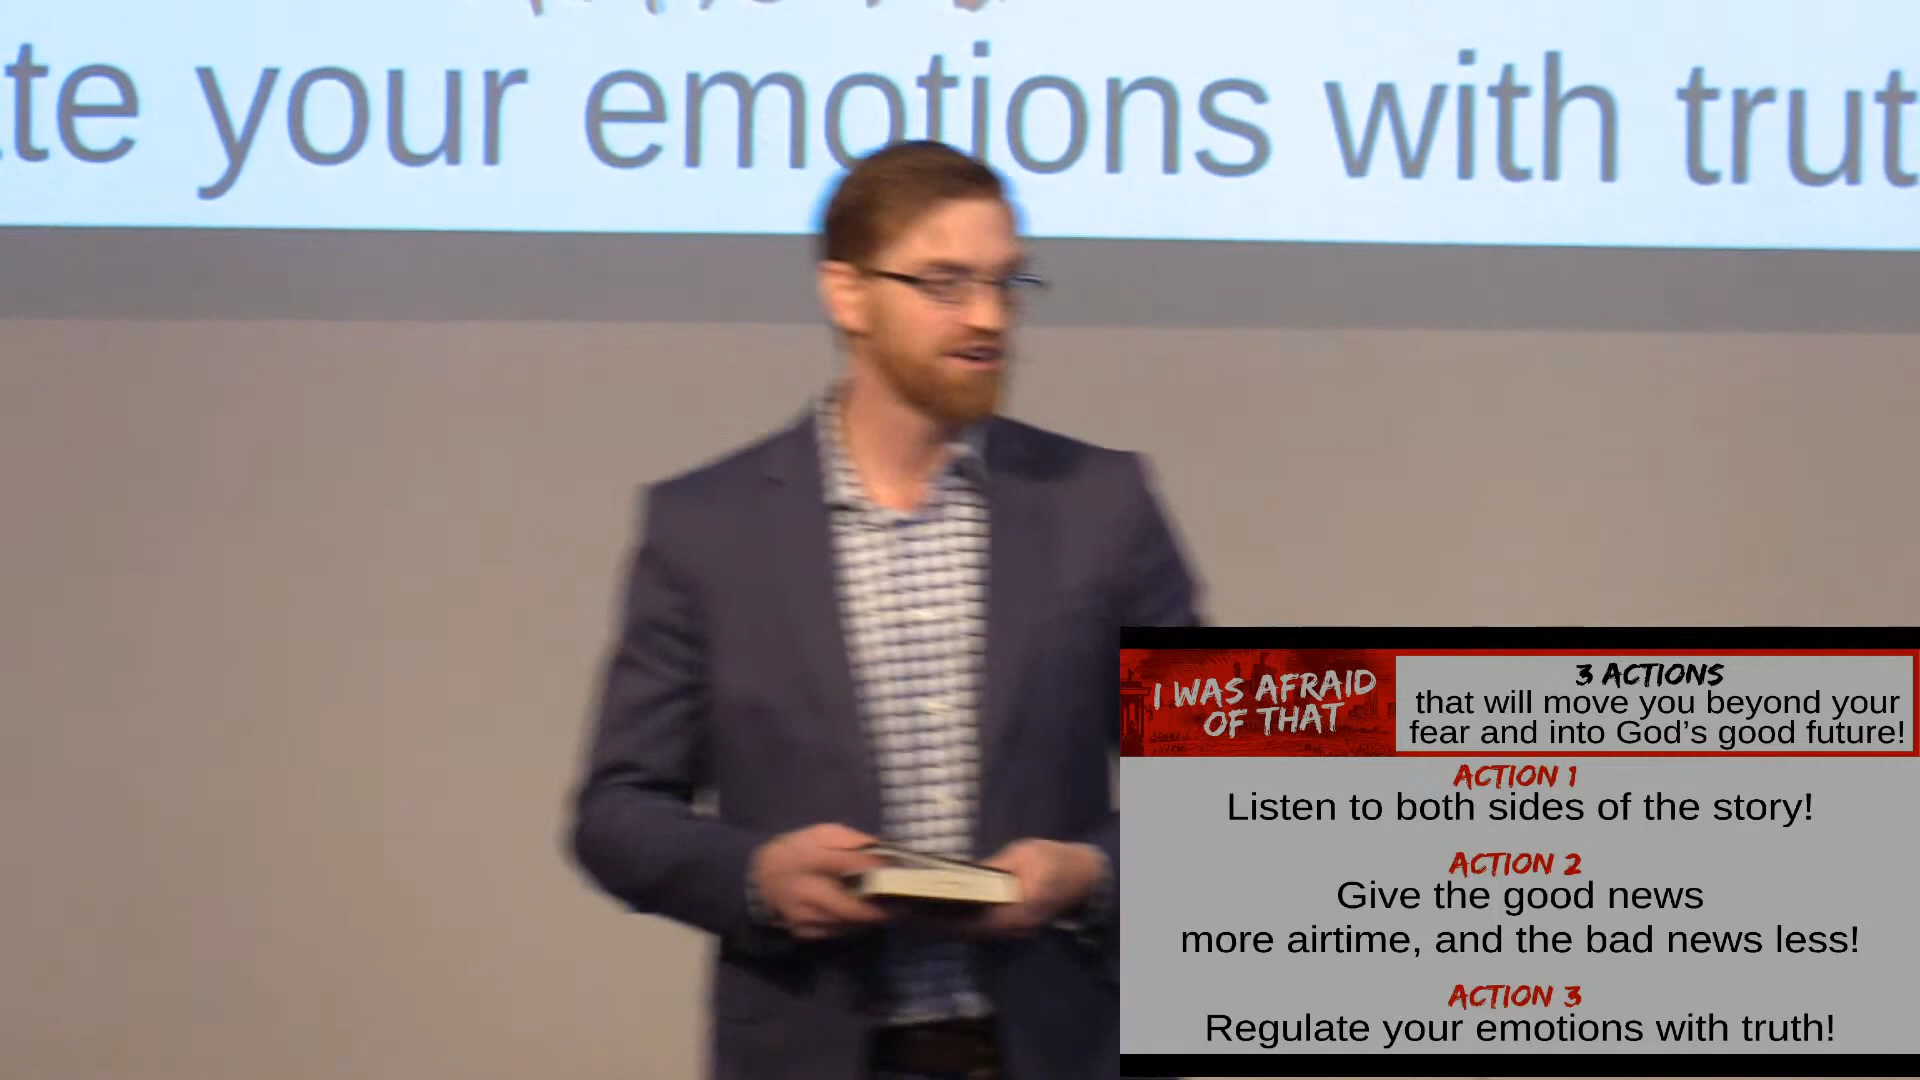 your emotions with
I WAS AFRAID
OF THAT
3 ACTIONS
that will move you beyond your
fear and into God's good future!
ACTION 1
Listen to both sides of the story!
ACTION 2
Give the good news
more airtime, and the bad news less!
ACTION 3
Regulate your emotions with truth!